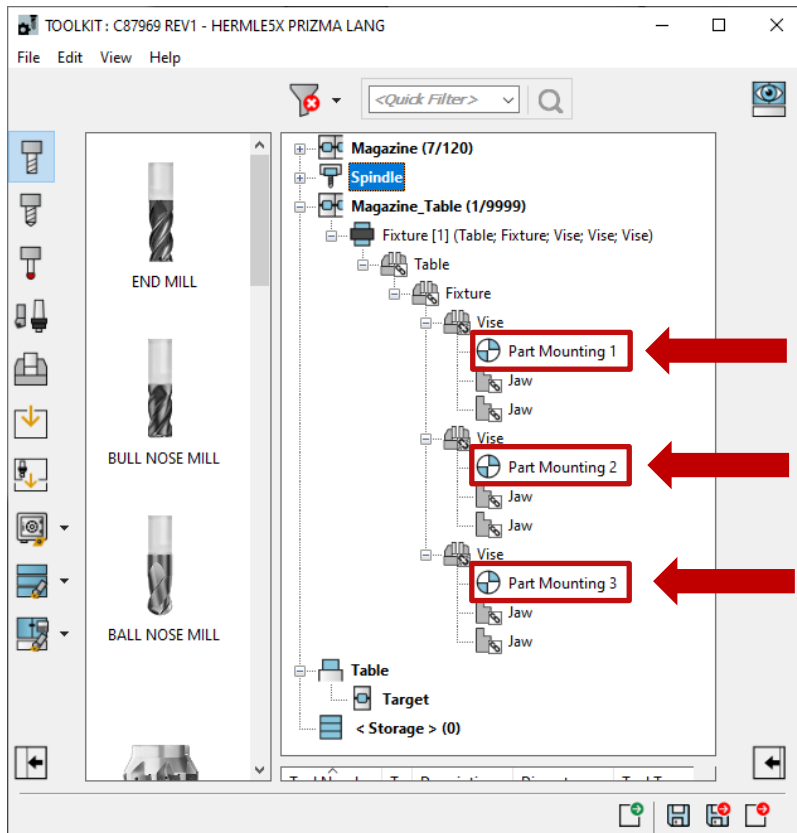 TOOLKIT : C87969 REV1 - HERMLE5X PRIZMA LANG
File Edit View Help
<Quick Filter>
END MILL
BULL NOSE MILL
BALL NOSE MILL
Magazine (7/120)
Spindle
Magazine_Table (1/9999)
Fixture [1] (Table; Fixture; Vise; Vise; Vise)
Table
Fixture
Vise
Part Mounting 1
Jaw
Jaw
Vise
Part Mounting 2
Jaw
Jaw
Vise
Part Mounting 3
Jaw
Jaw
Table
Target
< Storage > (0)